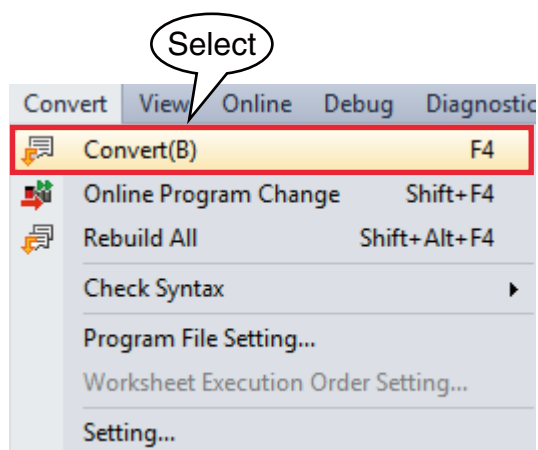 Select
Convert View Online Debug Diagnostic
Convert(B) F4
Online Program Change Shift+F4
Rebuild All Shift+Alt+F4
Check Syntax
Program File Setting...
Worksheet Execution Order Setting...
Setting...